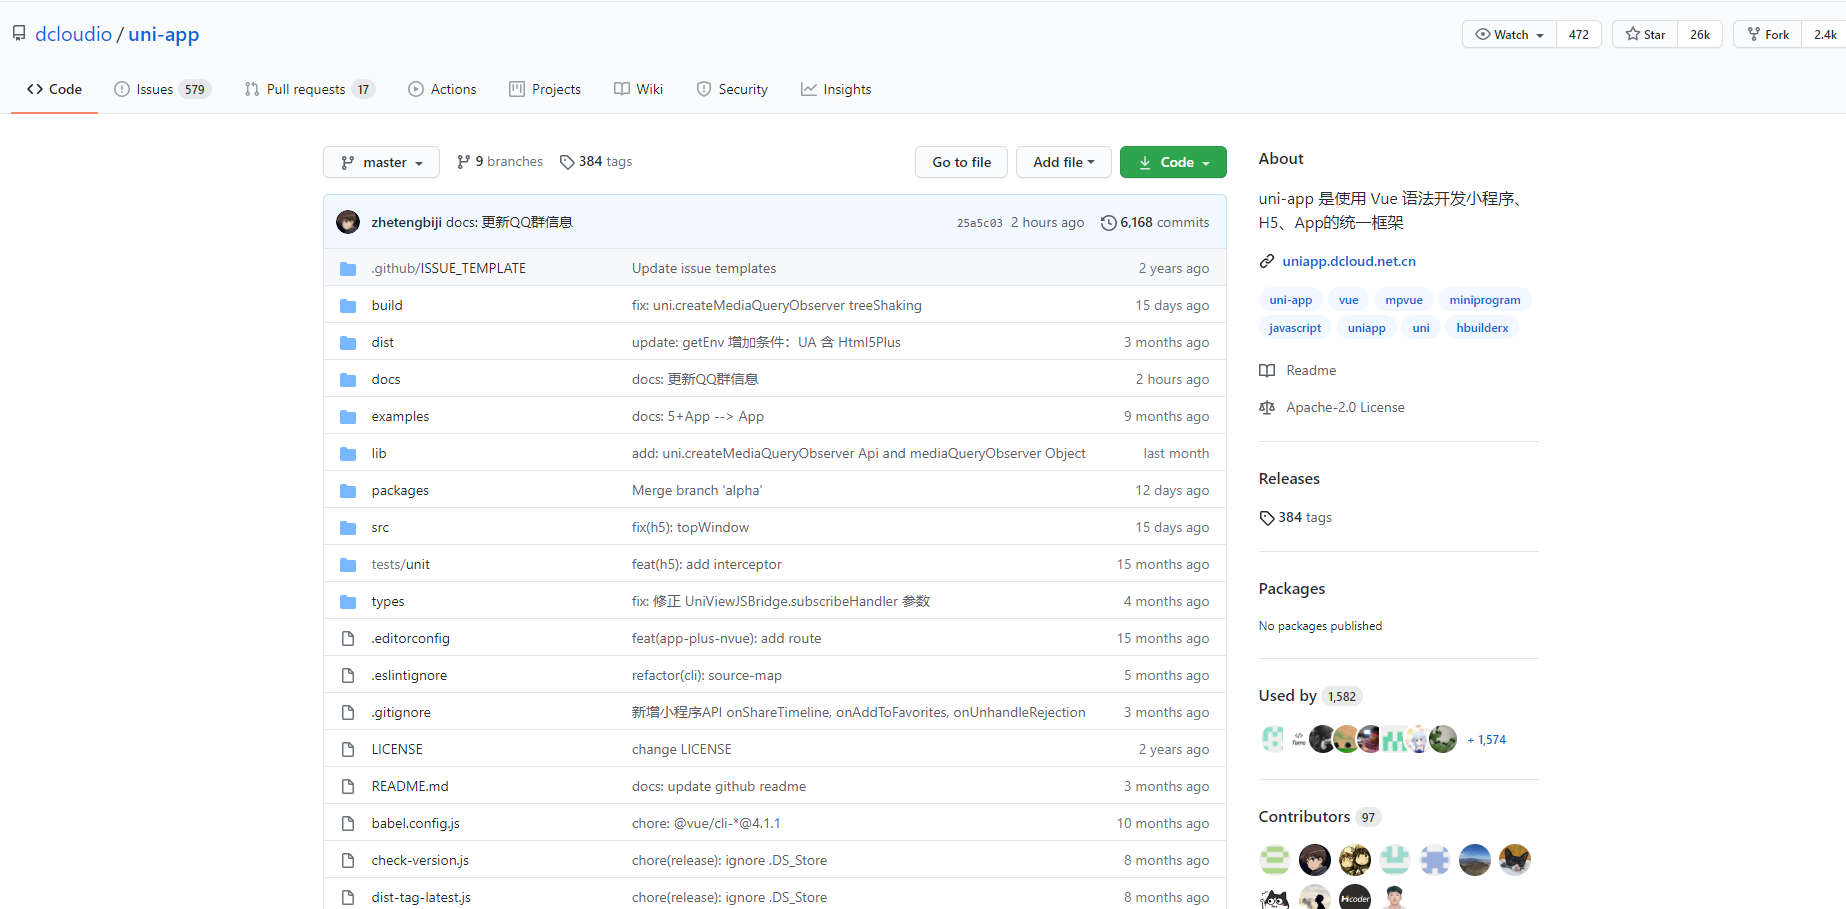 dcloudio / uni-app
Watch 472 Star 26k Fork 2.4k
Code Issues 579 Pull requests 17 Actions Projects Wiki Security Insights
master 9 branches 384 tags Go to file Add file Code
zhetengbiji docs: 更新QQ群信息 25a5c03 2 hours ago 6,168 commits
.github/ISSUE_TEMPLATE Update issue templates 2 years ago
build fix: uni.createMediaQueryObserver treeShaking 15 days ago
dist update: getEnv 增加条件：UA 含 Html5Plus 3 months ago
docs docs: 更新QQ群信息 2 hours ago
examples docs: 5+App --> App 9 months ago
lib add: uni.createMediaQueryObserver Api and mediaQueryObserver Object last month
packages Merge branch 'alpha' 12 days ago
src fix(h5): topWindow 15 days ago
tests/unit feat(h5): add interceptor 15 months ago
types fix: 修正 UniViewJSBridge.subscribeHandler 参数 4 months ago
.editorconfig feat(app-plus-nvue): add route 15 months ago
.eslintignore refactor(cli): source-map 5 months ago
.gitignore 新增小程序API onShareTimeline, onAddToFavorites, onUnhandleRejection 3 months ago
LICENSE change LICENSE 2 years ago
README.md docs: update github readme 3 months ago
babel.config.js chore: @vue/cli-*@4.1.1 10 months ago
check-version.js chore(release): ignore .DS_Store 8 months ago
dist-tag-latest.js chore(release): ignore .DS_Store 8 months ago
About
uni-app 是使用 Vue 语法开发小程序、
H5、App的统一框架
uniapp.dcloud.net.cn
uni-app vue mpvue miniprogram
javascript uniapp uni hbuilderx
Readme
Apache-2.0 License
Releases
384 tags
Packages
No packages published
Used by 1,582
+ 1,574
Contributors 97
Hcoder